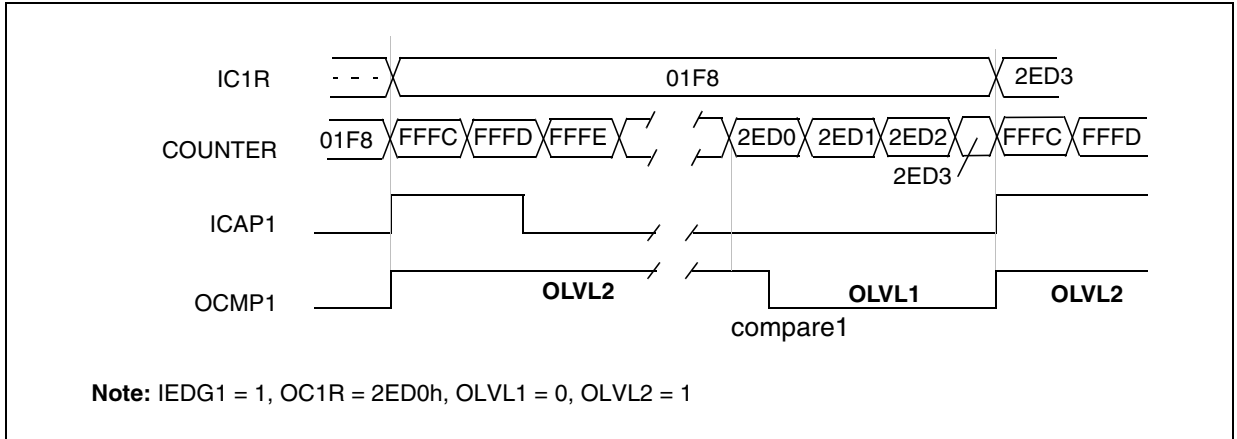 IC1R - - - 01F8 2ED3
COUNTER 01F8 FFFC FFFD FFFE 2ED0 2ED1 2ED2 FFFC FFFD
2ED3
ICAP1
OCMP1 OLVL2 OLVL1 OLVL2
compare1
Note: IEDG1 = 1, OC1R = 2ED0h, OLVL1 = 0, OLVL2 = 1